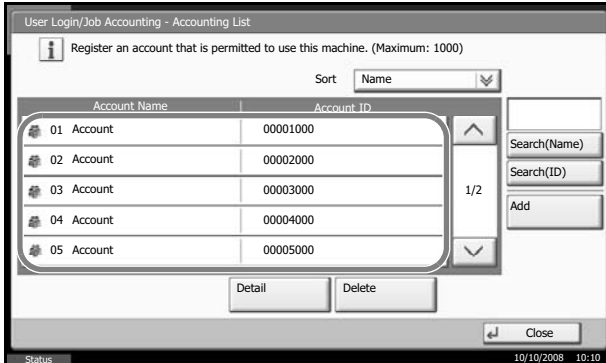 User Login/Job Accounting - Accounting List
i Register an account that is permitted to use this machine. (Maximum: 1000)
Sort Name
Account Name Account ID
01 Account 00001000
02 Account 00002000
03 Account 00003000
04 Account 00004000
05 Account 00005000
1/2
Search(Name)
Search(ID)
Add
Detail Delete
Close
Status 10/10/2008 10:10